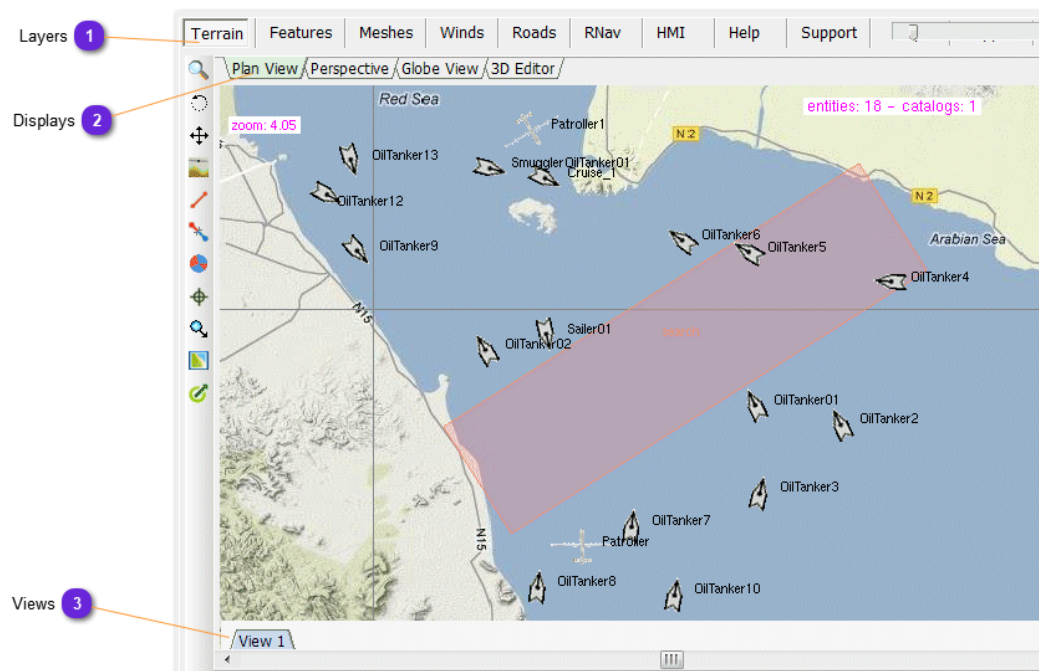 Layers 1
Terrain Features Meshes Winds Roads RNav HMI Help Support
Displays 2
Plan View Perspective Globe View 3D Editor
Red Sea
entities: 18 - catalogs: 1
zoom: 4.05
Patroller1
N 2
OilTanker13
Smuggler OilTanker01
Cruise_1
OilTanker12
N 2
OilTanker6
Arabian Sea
OilTanker9
OilTanker5
OilTanker4
N15
Sailer01
OilTanker02
OilTanker01
OilTanker2
OilTanker3
OilTanker7
N15
Patroller
OilTanker8
OilTanker10
Views 3
View 1